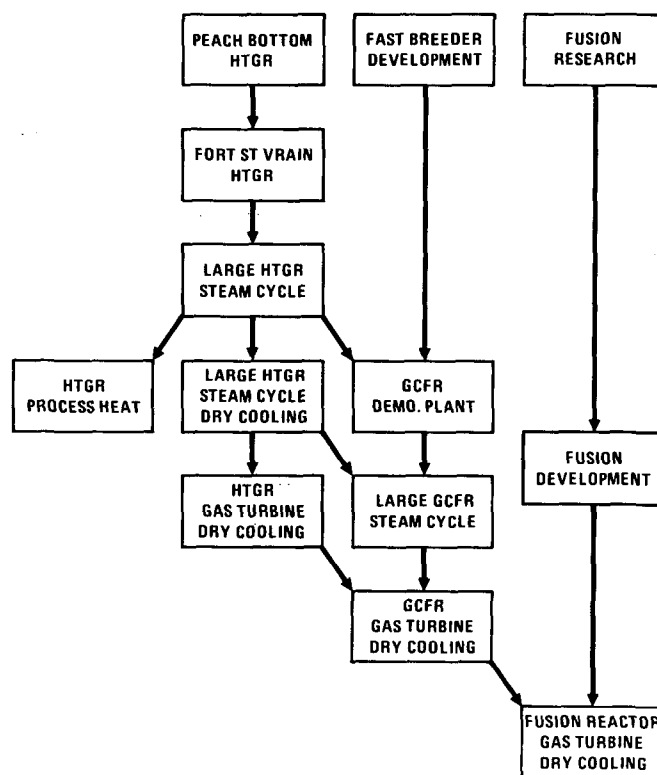 PEACH BOTTOM
HTGR
FAST BREEDER
DEVELOPMENT
FUSION
RESEARCH
FORT ST VRAIN
HTGR
LARGE HTGR
STEAM CYCLE
HTGR
PROCESS HEAT
LARGE HTGR
STEAM CYCLE
DRY COOLING
GCFR
DEMO. PLANT
FUSION
DEVELOPMENT
HTGR
GAS TURBINE
DRY COOLING
LARGE GCFR
STEAM CYCLE
GCFR
GAS TURBINE
DRY COOLING
FUSION REACTOR
GAS TURBINE
DRY COOLING